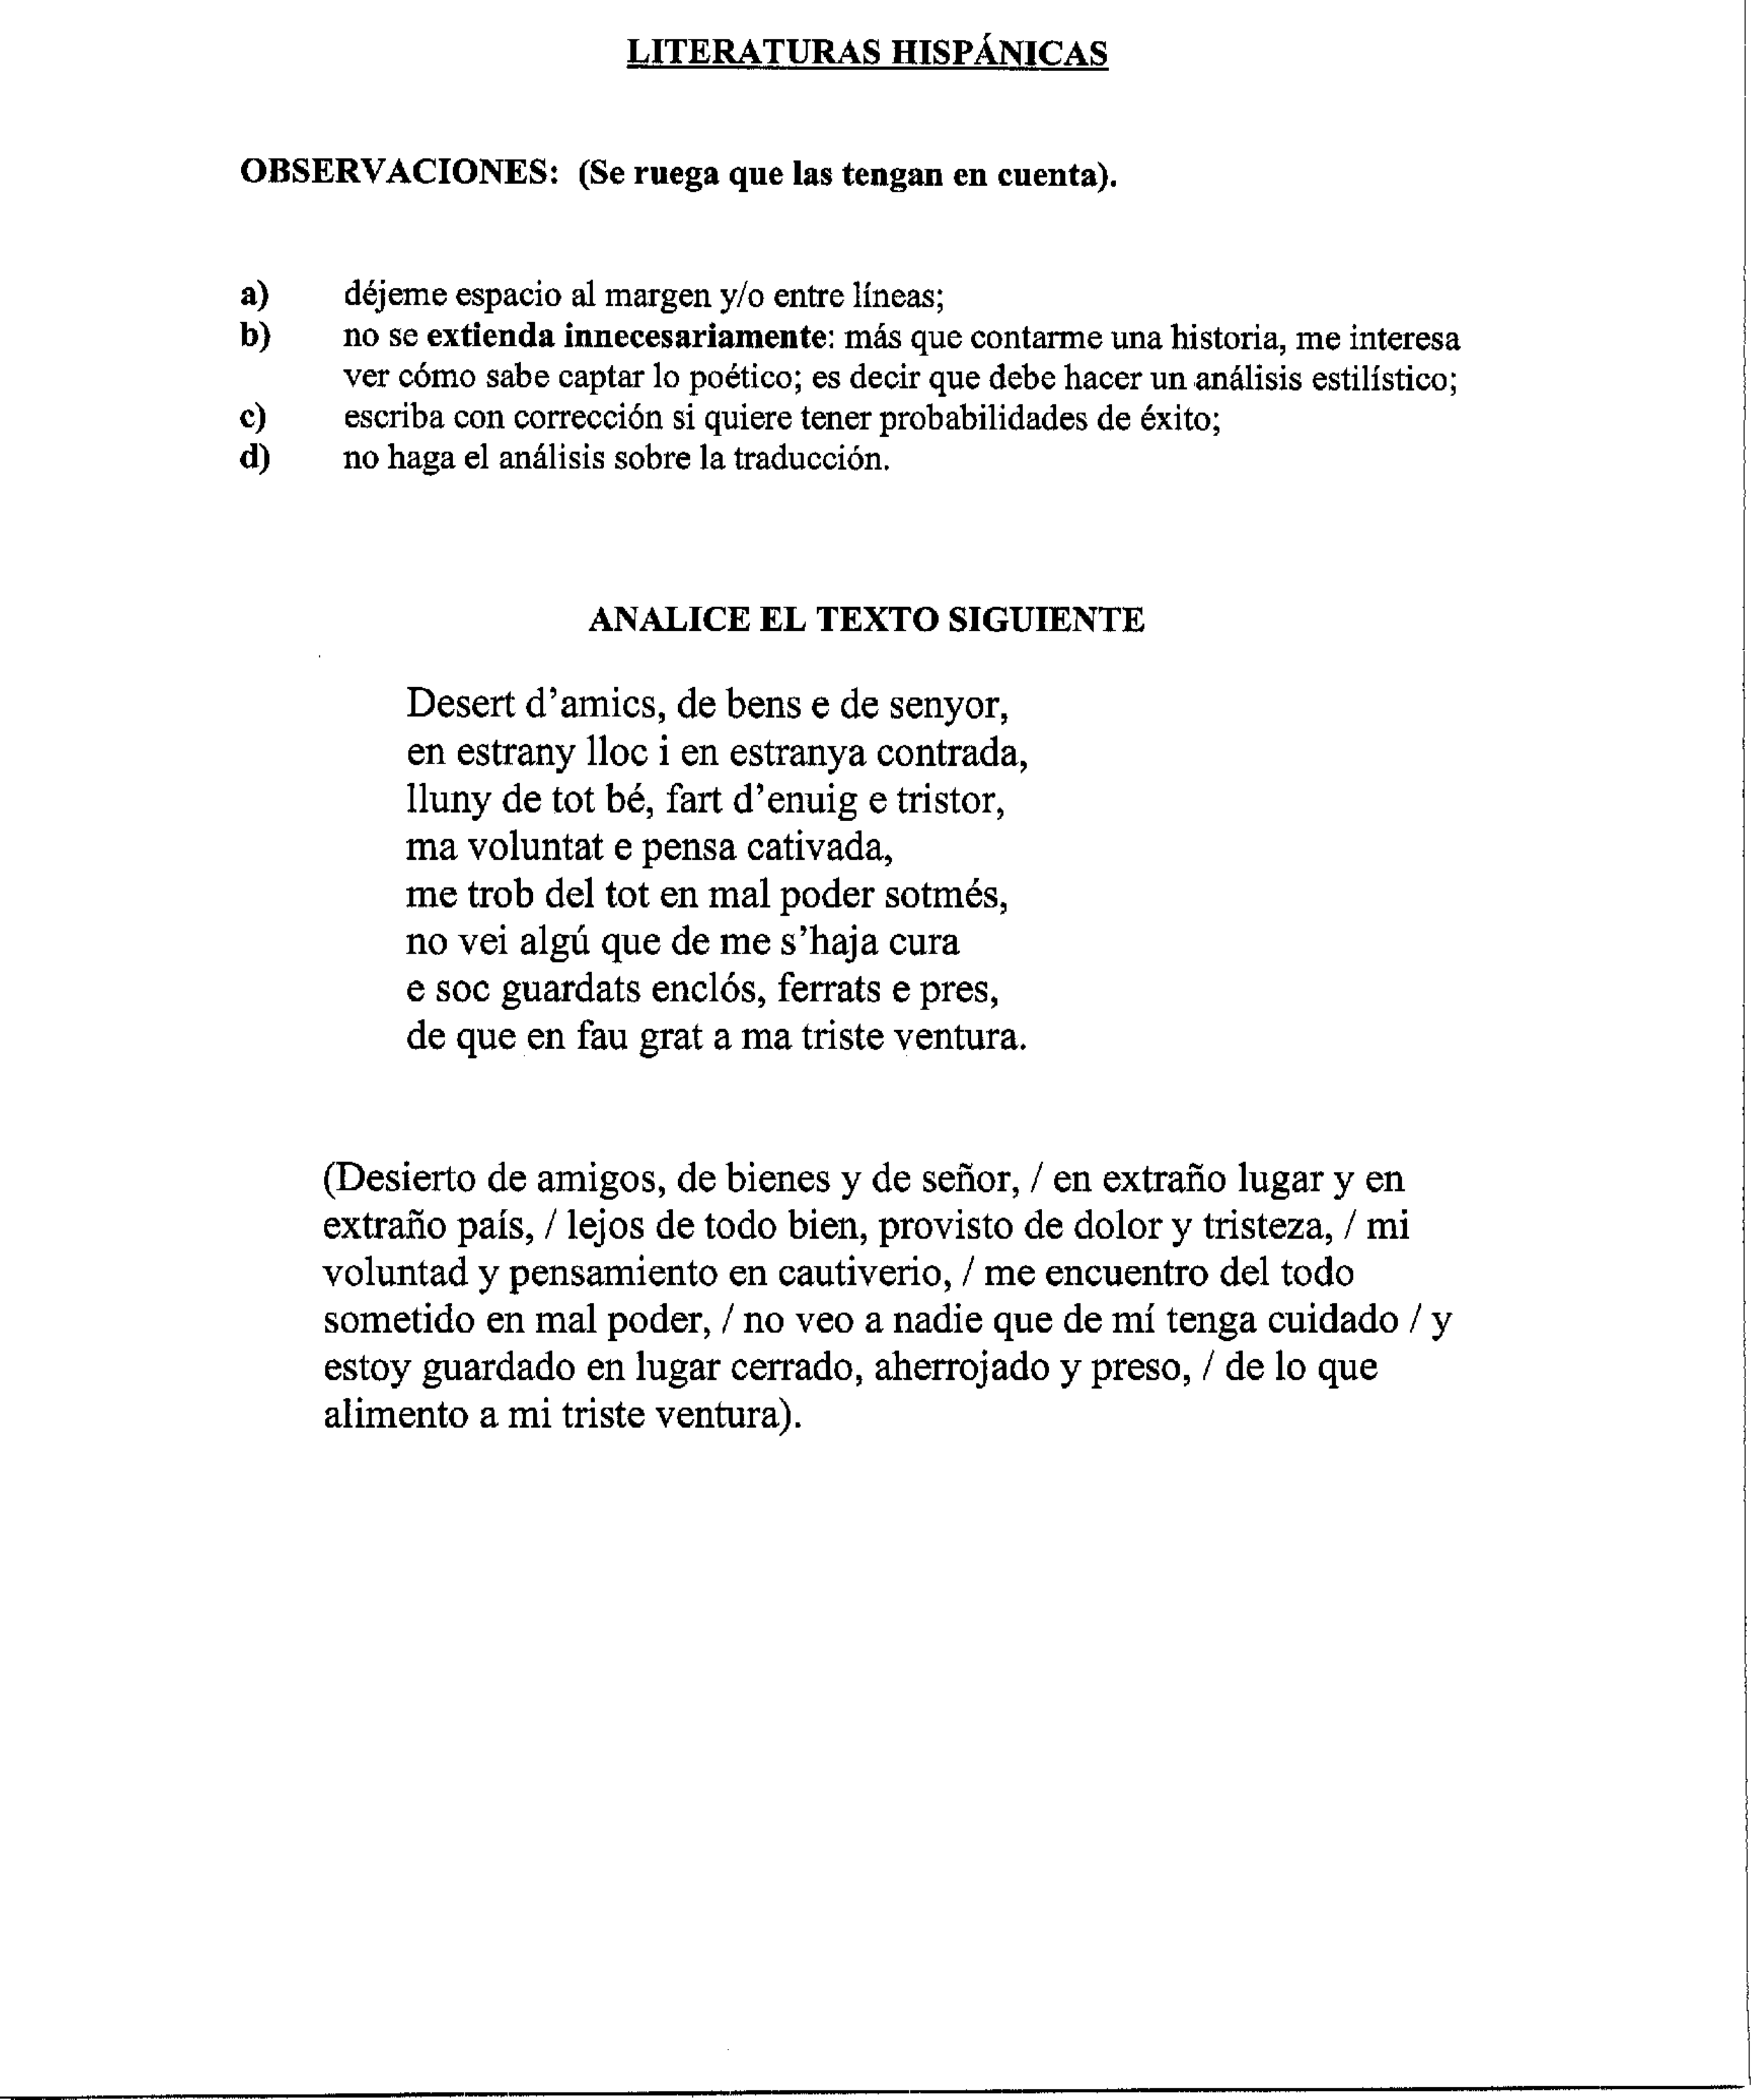 LITERATURAS HISPÁNICAS
OBSERVACIONES: (Se ruega que las tengan en cuenta).
a) déjeme espacio al margen y/o entre líneas;
b) no se extienda innecesariamente: más que contarme una historia, me interesa
ver cómo sabe captar lo poético; es decir que debe hacer un análisis estilístico;
c) escriba con corrección si quiere tener probabilidades de éxito;
d) no haga el análisis sobre la traducción.
ANALICE EL TEXTO SIGUIENTE
Desert d'amics, de bens e de senyor,
en estrany lloc i en estranya contrada,
lluny de tot bé, fart d'enuig e tristor,
ma voluntat e pensa cativada,
me trob del tot en mal poder sotmés,
no vei algú que de me s'haja cura
e soc guardats enclós, ferrats e pres,
de que en fau grat a ma triste ventura.
(Desierto de amigos, de bienes y de señor, / en extraño lugar y en
extraño país, / lejos de todo bien, provisto de dolor y tristeza, / mi
voluntad y pensamiento en cautiverio, / me encuentro del todo
sometido en mal poder, / no veo a nadie que de mí tenga cuidado / y
estoy guardado en lugar cerrado, aherrojado y preso, / de lo que
alimento a mi triste ventura).